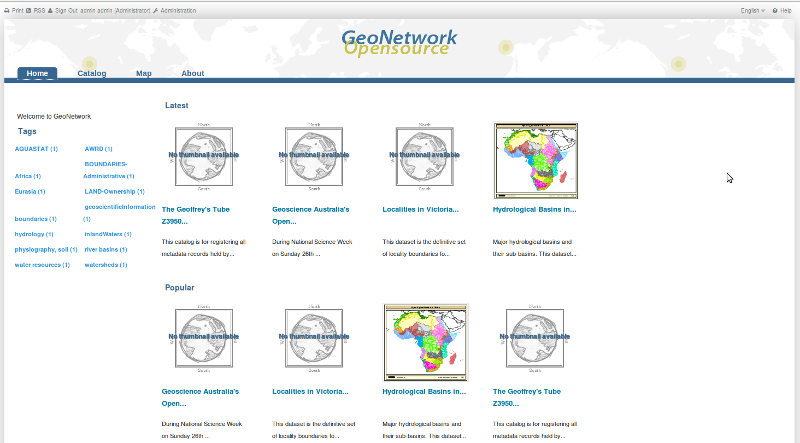 Print RSS Sign Out admin admin (Administrator) Administration English Help
GeoNetwork
Opensource
Home Catalog Map About
Welcome to GeoNetwork
Tags
AQUASTAT (1) AWRD (1)
Africa (1) BOUNDARIES-
Administrative (1)
Eurasia (1) LAND-Ownership (1)
boundaries (1) geoscientificInformation
(1)
hydrology (1) inlandWaters (1)
physiography, soil (1) river basins (1)
water resources (1) watersheds (1)
Latest
No thumbnail available No thumbnail available No thumbnail available
The Geoffrey's Tube Geoscience Australia's Localities in Victoria... Hydrological Basins in...
Z3950... Open...
This catalog is for registering all During National Science Week This dataset is the definitive set Major hydrological basins and
metadata records held by... on Sunday 26th ... of locality boundaries fo... their sub-basins. This dataset...
Popular
No thumbnail available No thumbnail available No thumbnail available
Geoscience Australia's Localities in Victoria... Hydrological Basins in... The Geoffrey's Tube
Open... Z3950...
During National Science Week This dataset is the definitive set Major hydrological basins and This catalog is for registering all
on Sunday 26th ... of locality boundaries fo... their sub-basins. This dataset... metadata records held by...